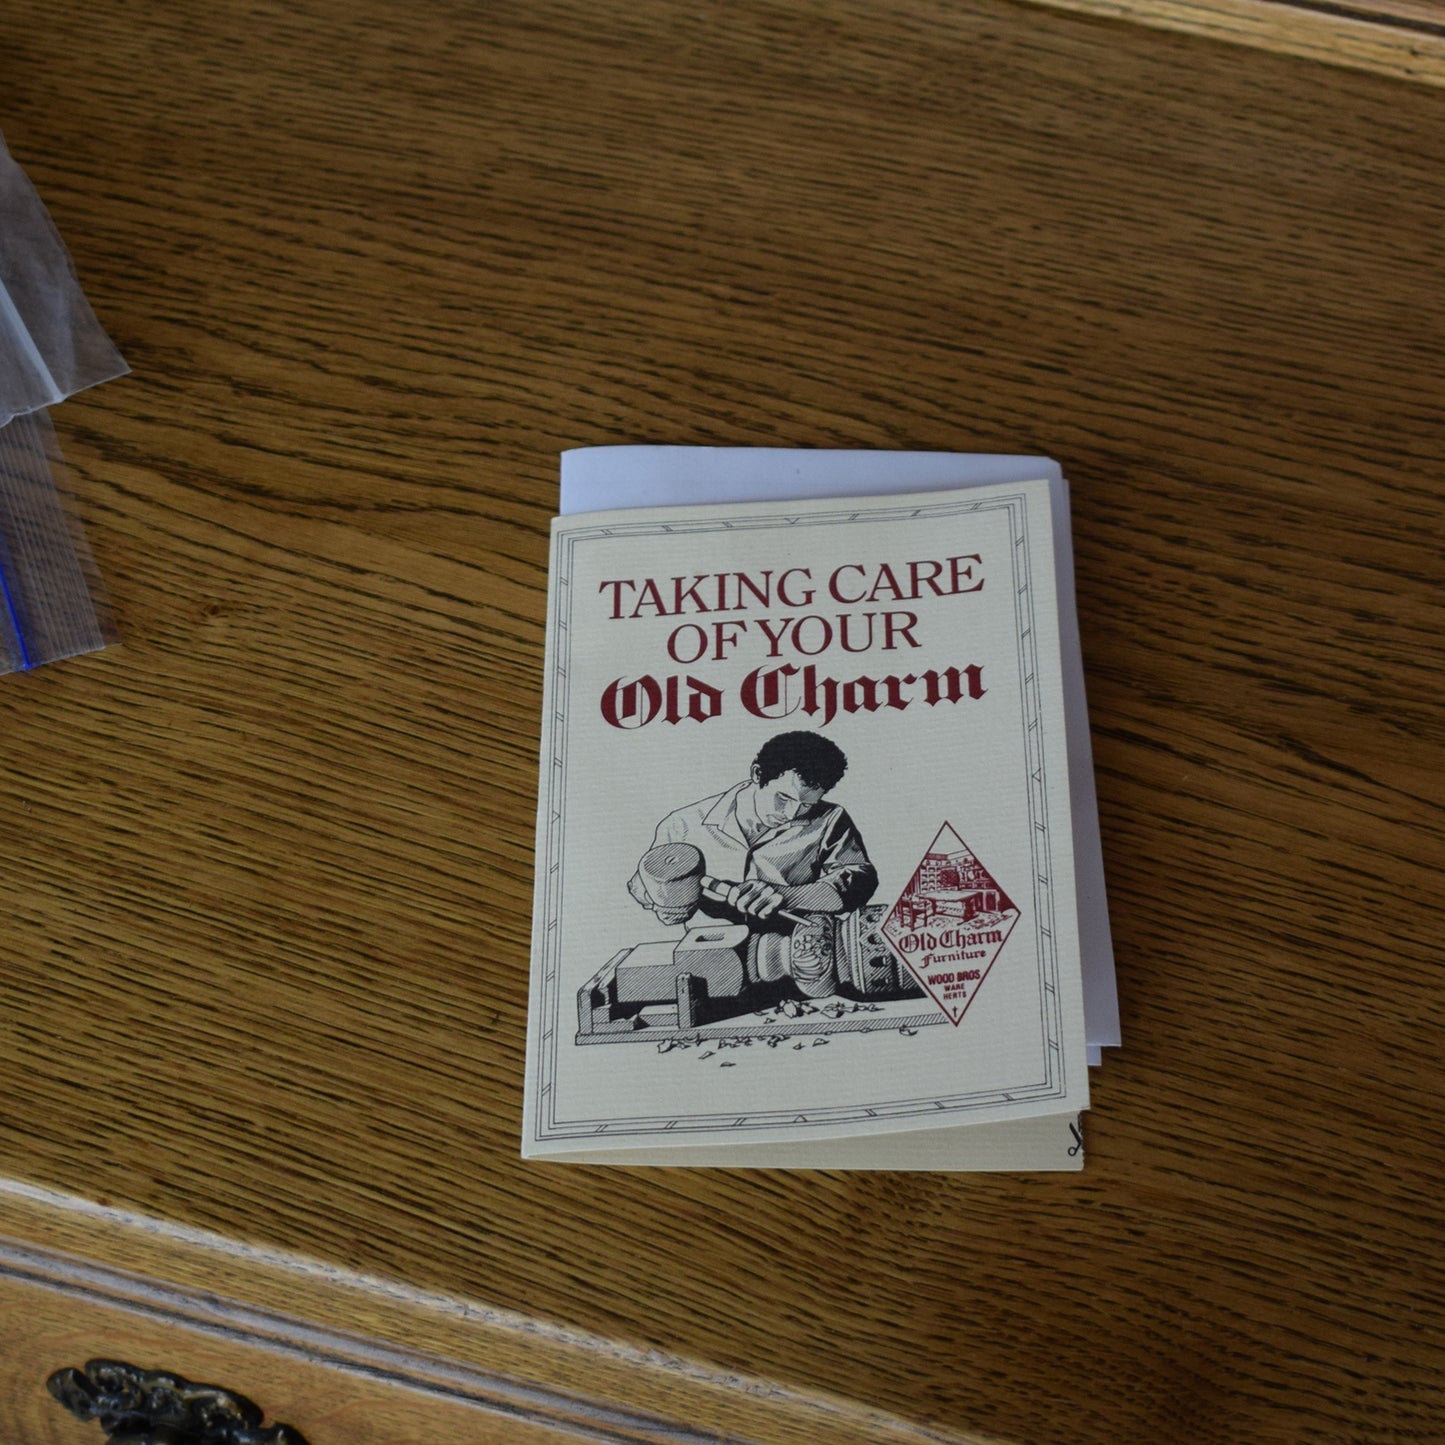 TAKING CARE
OF YOUR
Old Charm
Old Charm
Furniture
WOOD BROS
WARE
HERTS